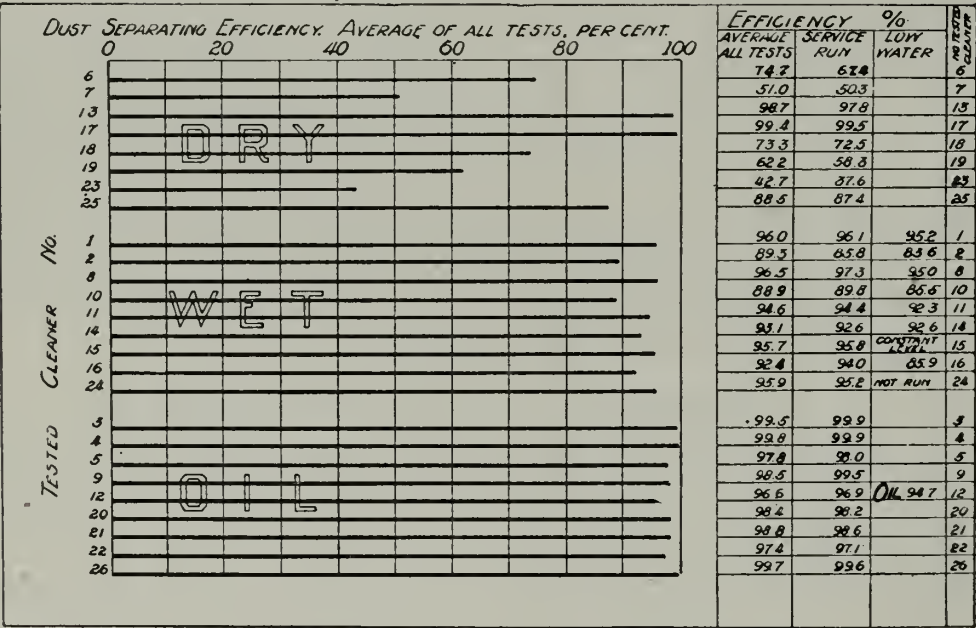 DUST SEPARATING EFFICIENCY. AVERAGE OF ALL TESTS, PER CENT.
0 20 40 60 80 100
EFFICIENCY %
AVERAGE ALL TESTS SERVICE RUN LOW WATER NO TESTED CLEANER
TESTED CLEANER NO.
DRY
6 74.7 67.4 6
7 51.0 50.3 7
13 98.7 97.8 13
17 99.4 99.5 17
18 73.3 72.5 18
19 62.2 58.3 19
23 42.7 37.6 23
25 88.5 87.4 25
WET
1 96.0 96.1 95.2 1
2 89.5 85.8 83.6 2
8 96.5 97.3 95.0 8
10 88.9 89.8 86.6 10
11 94.6 94.4 92.3 11
14 93.1 92.6 92.6 14
15 95.7 95.8 CONSTANT LEVEL 15
16 92.4 94.0 85.9 16
24 95.9 95.2 NOT RUN 24
OIL
3 99.5 99.9 3
4 99.8 99.9 4
5 97.8 98.0 5
9 98.5 99.5 9
12 96.6 96.9 OIL 94.7 12
20 98.4 98.2 20
21 98.8 98.6 21
22 97.4 97.1 22
26 99.7 99.6 26